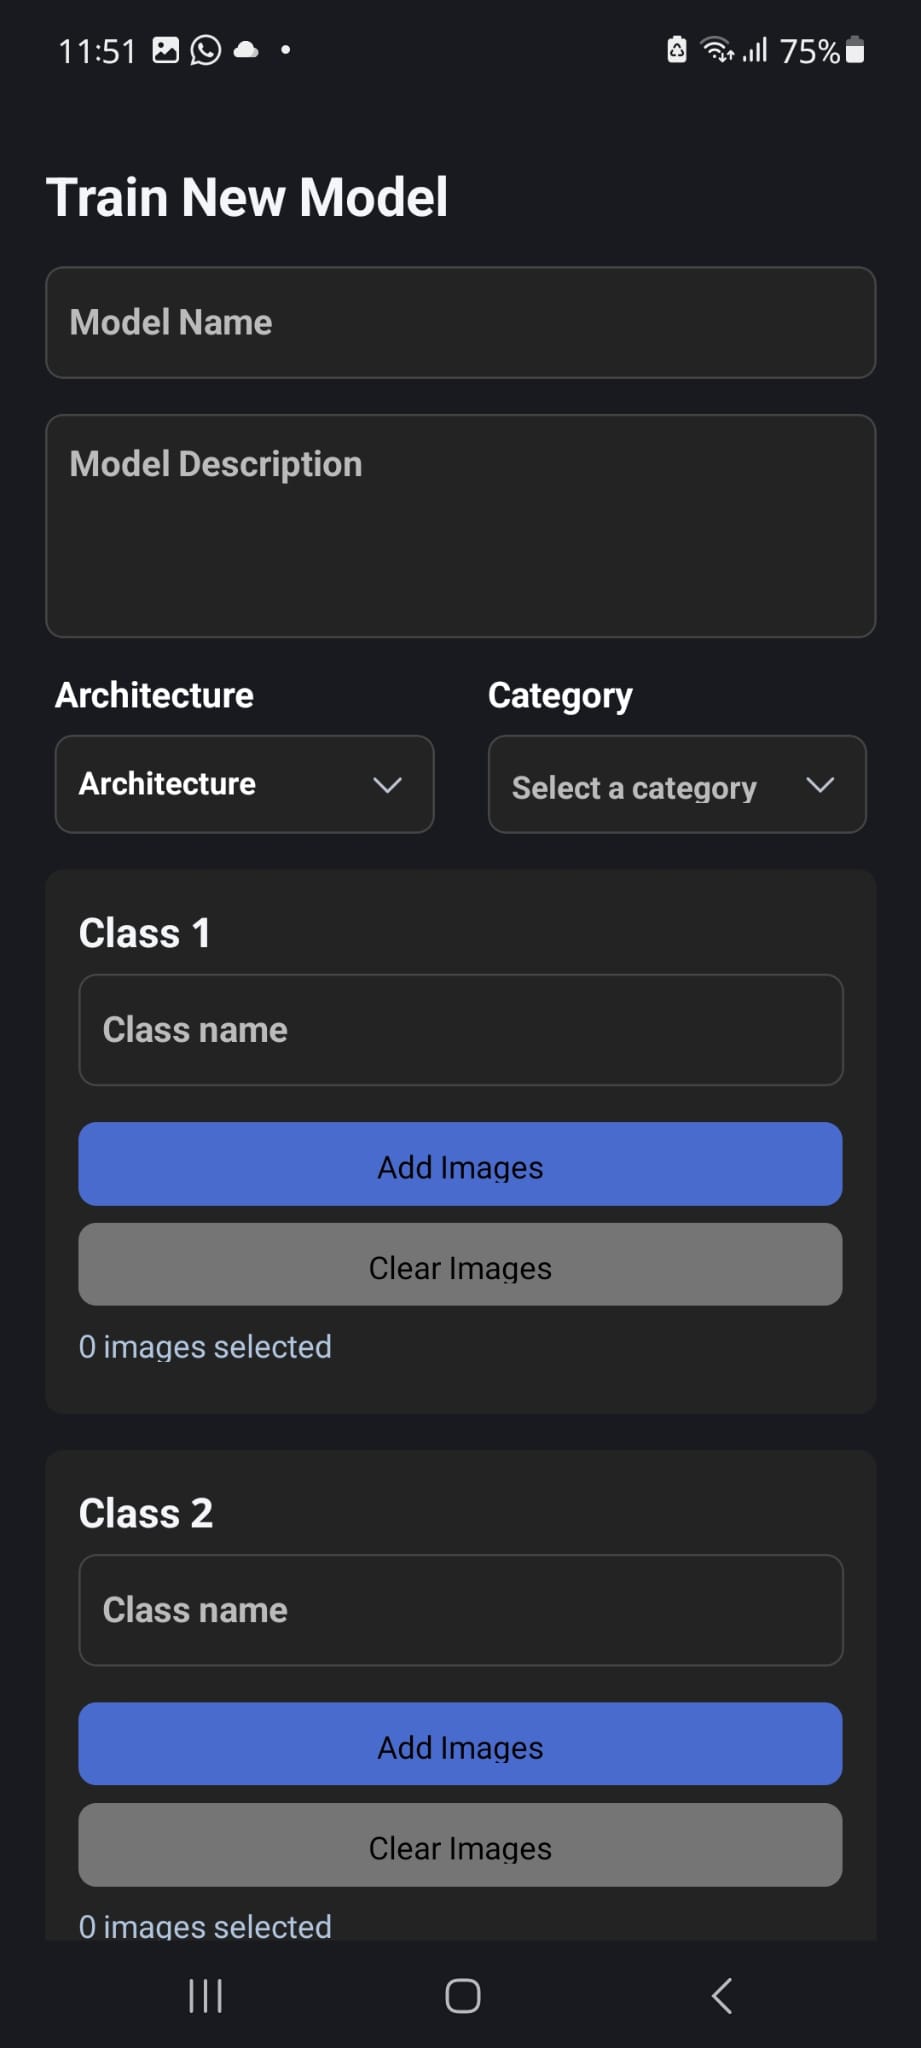 11:51
75%
Train New Model
Model Name
Model Description
Architecture Category
Architecture Select a category
Class 1
Class name
Add Images
Clear Images
0 images selected
Class 2
Class name
Add Images
Clear Images
0 images selected